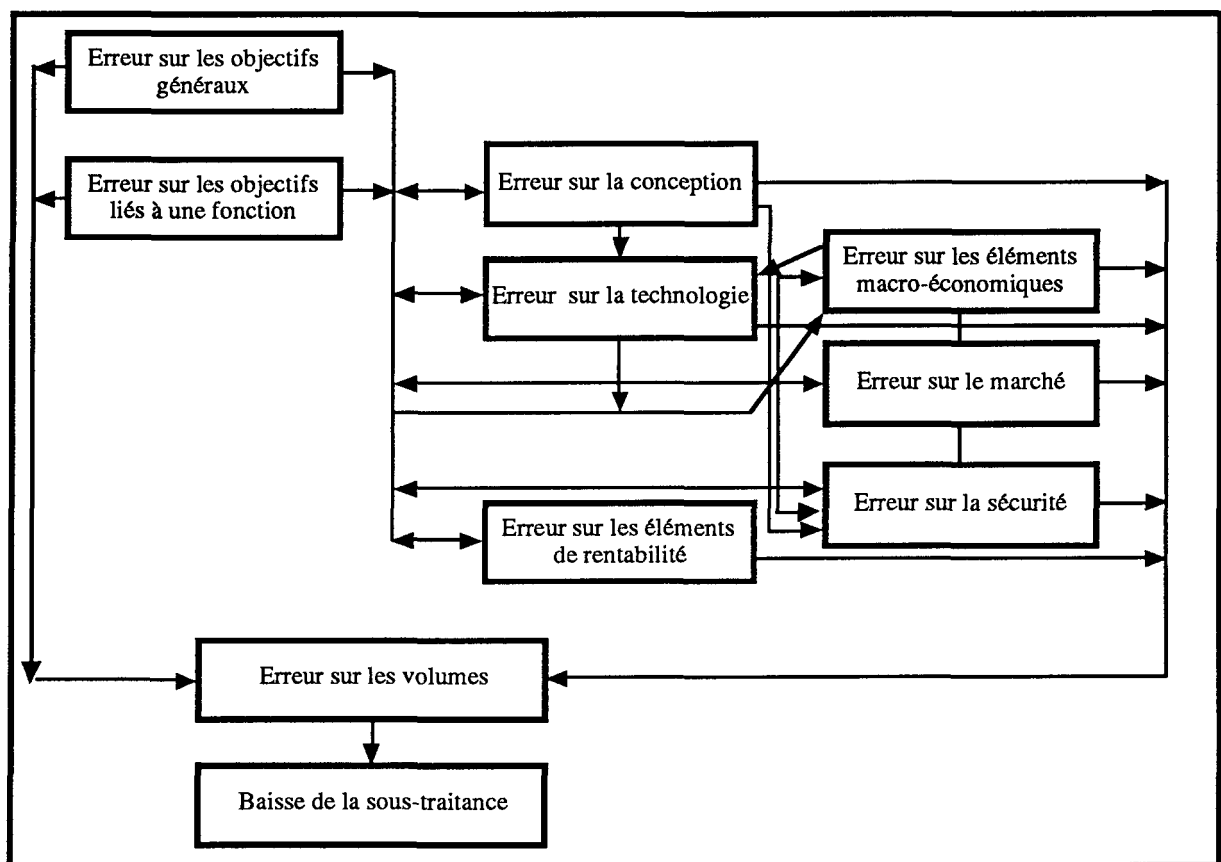 Erreur sur les objectifs
généraux
Erreur sur les objectifs
liés à une fonction
Erreur sur la conception
Erreur sur la technologie
Erreur sur les éléments
macro-économiques
Erreur sur le marché
Erreur sur la sécurité
Erreur sur les éléments
de rentabilité
Erreur sur les volumes
Baisse de la sous-traitance